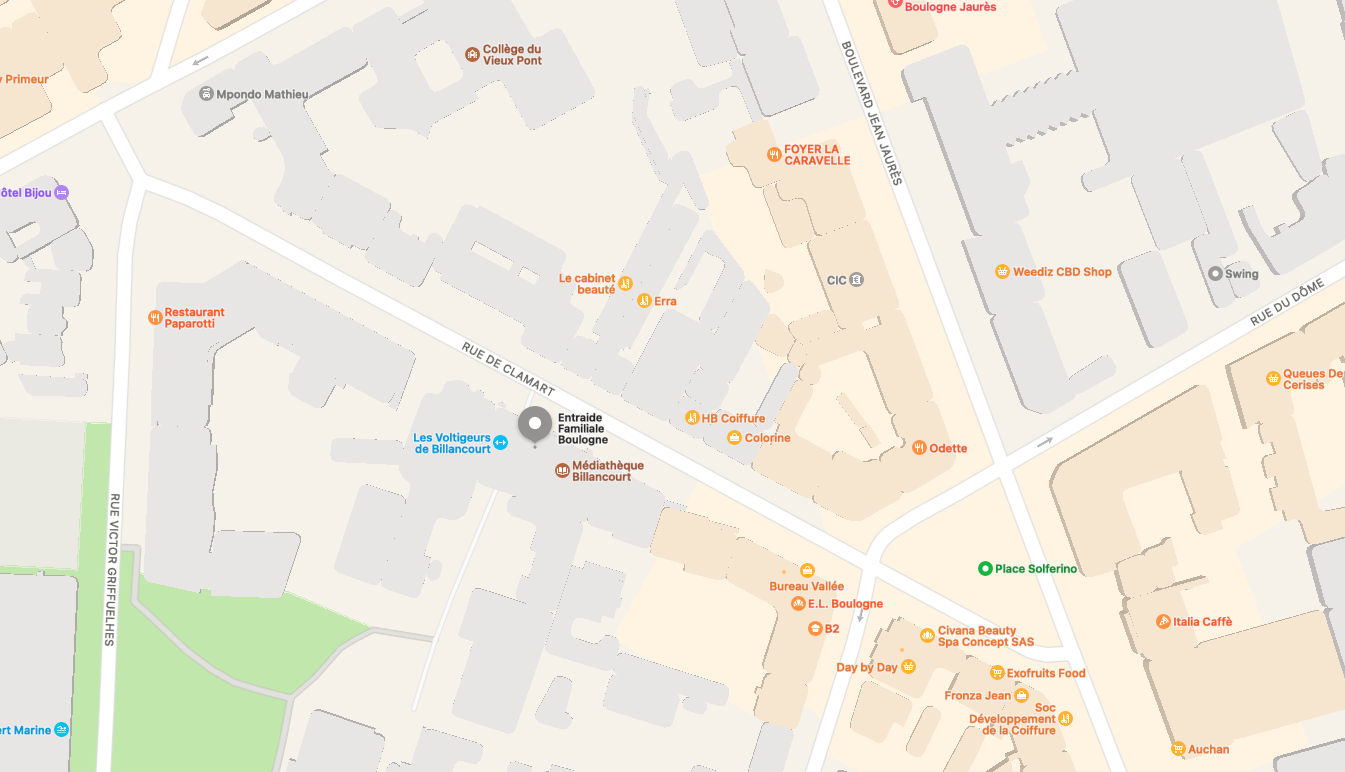 Boulogne Jaurès
Collège du
Vieux Pont
BOULEVARD JEAN JAURÈS
y Primeur
Mpondo Mathieu
FOYER LA
CARAVELLE
ôtel Bijou
Le cabinet
beauté
Erra
CIC
Weediz CBD Shop
Swing
RUE DU DÔME
Restaurant
Paparotti
RUE DE CLAMART
Queues De
Cerises
Entraide
Familiale
Boulogne
HB Coiffure
Colorine
Les Voltigeurs
de Billancourt
Médiathèque
Billancourt
Odette
RUE VICTOR GRIFFUELHES
Place Solferino
Bureau Vallée
E.L. Boulogne
B2
Italia Caffè
Civana Beauty
Spa Concept SAS
Day by Day
Exofruits Food
Fronza Jean
Soc
Développement
de la Coiffure
ert Marine
Auchan